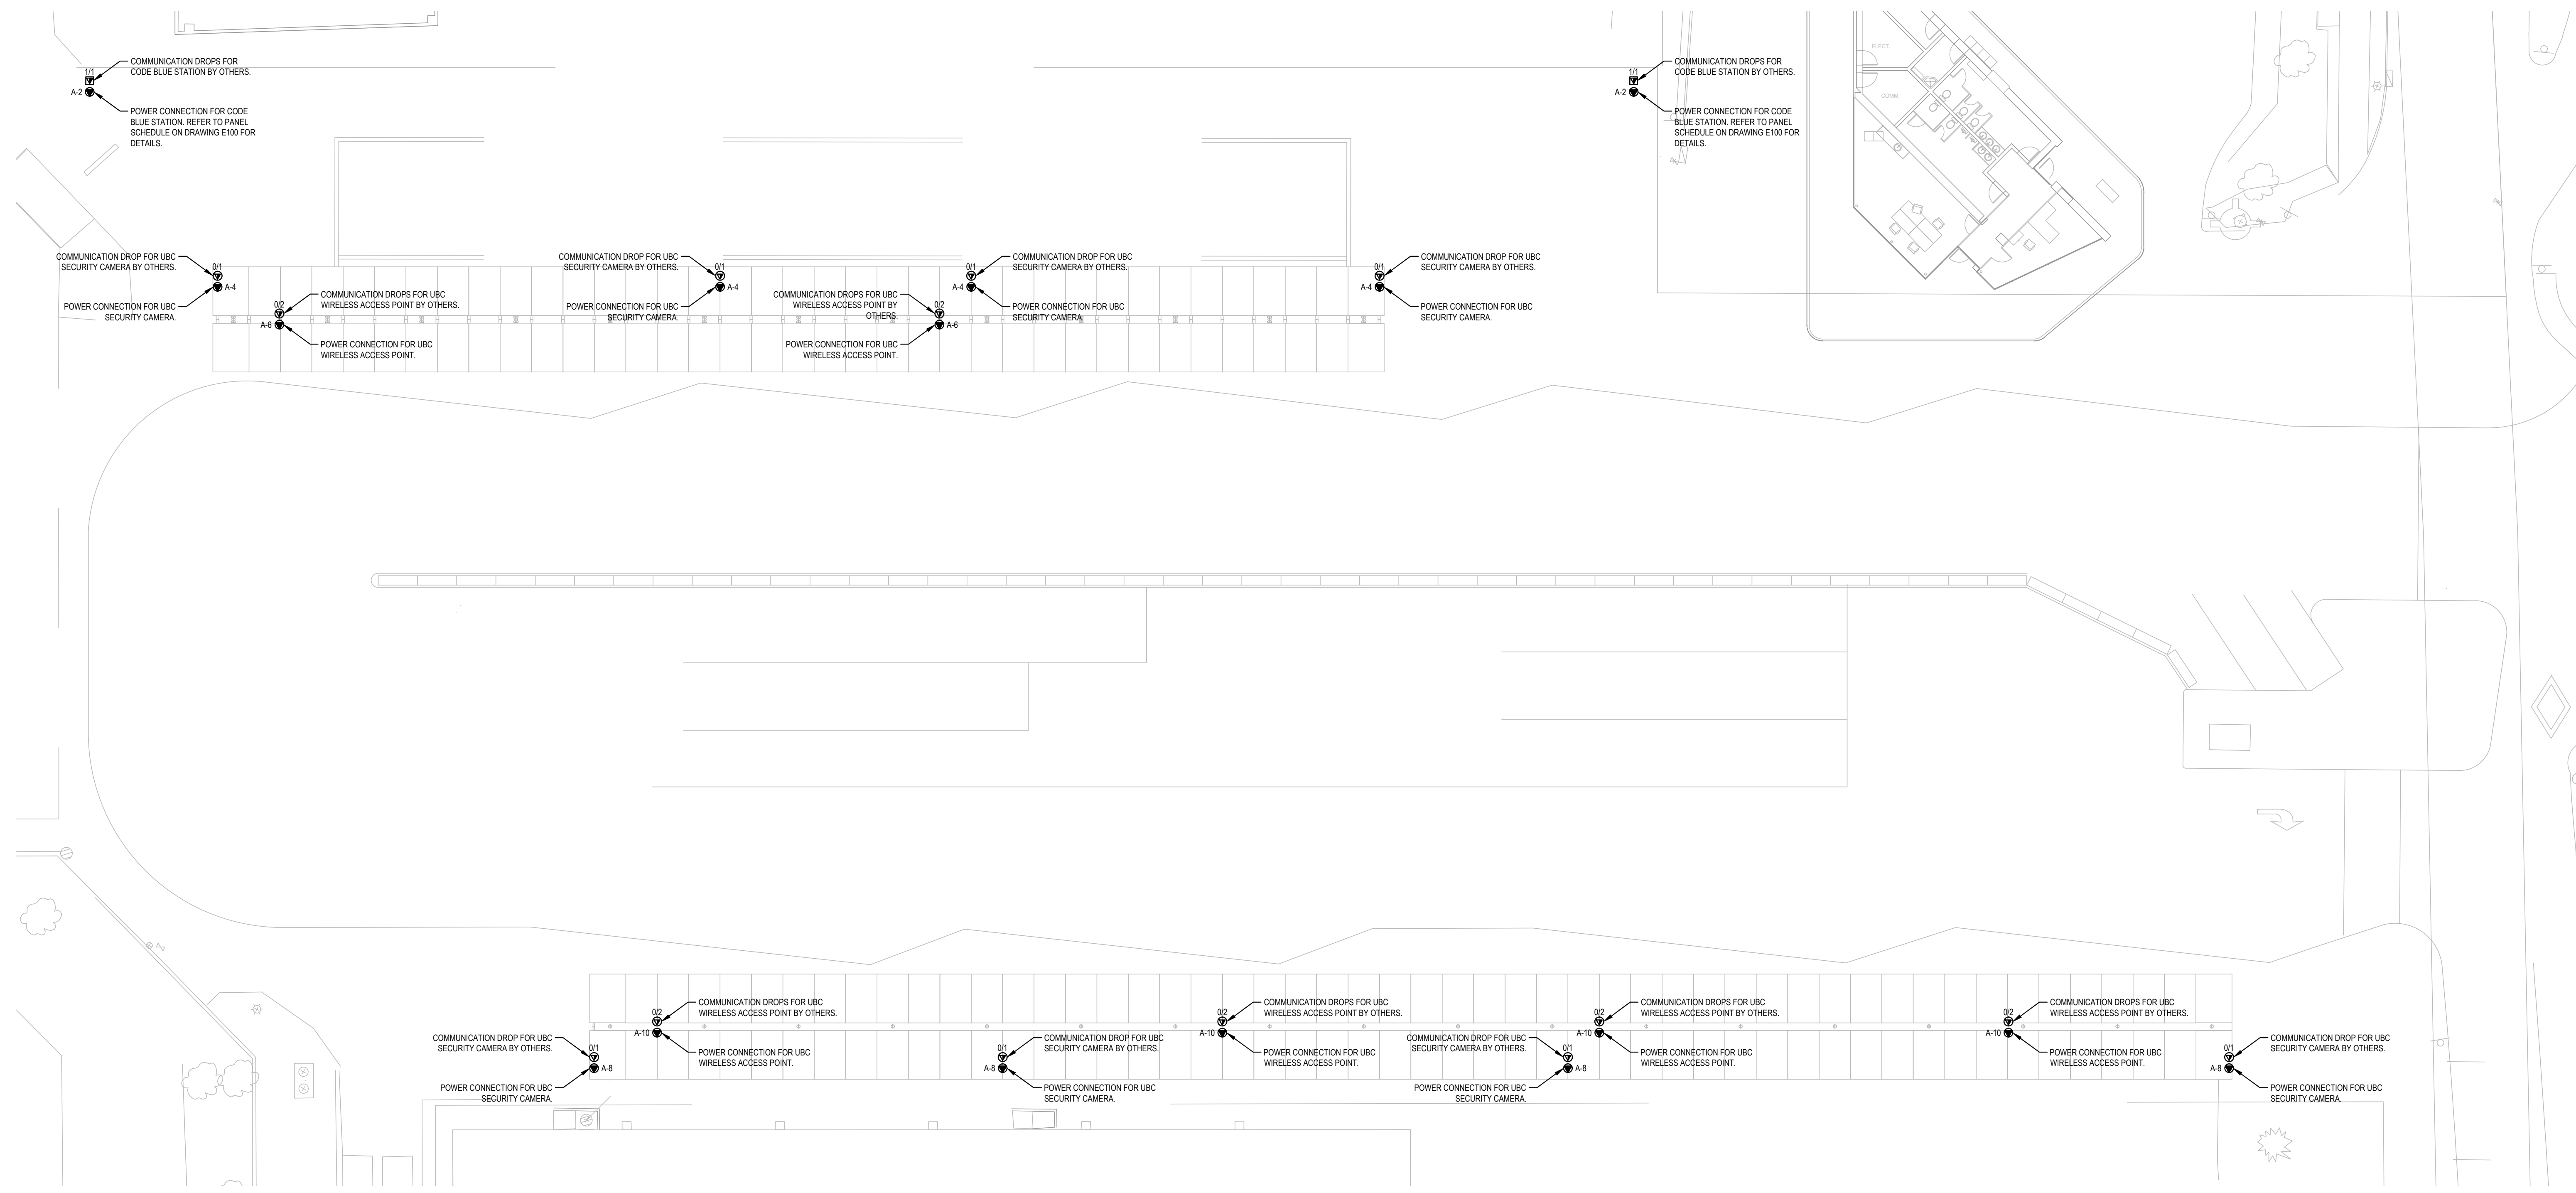 1/1
COMMUNICATION DROPS FOR
CODE BLUE STATION BY OTHERS.
A-2
POWER CONNECTION FOR CODE
BLUE STATION. REFER TO PANEL
SCHEDULE ON DRAWING E100 FOR
DETAILS.
1/1
COMMUNICATION DROPS FOR
CODE BLUE STATION BY OTHERS.
A-2
POWER CONNECTION FOR CODE
BLUE STATION. REFER TO PANEL
SCHEDULE ON DRAWING E100 FOR
DETAILS.
ELECT.
COMM.
COMMUNICATION DROP FOR UBC
SECURITY CAMERA BY OTHERS.
0/1
A-4
POWER CONNECTION FOR UBC
SECURITY CAMERA.
0/2
COMMUNICATION DROPS FOR UBC
WIRELESS ACCESS POINT BY OTHERS.
A-6
POWER CONNECTION FOR UBC
WIRELESS ACCESS POINT.
COMMUNICATION DROP FOR UBC
SECURITY CAMERA BY OTHERS.
0/1
A-4
POWER CONNECTION FOR UBC
SECURITY CAMERA.
COMMUNICATION DROPS FOR UBC
WIRELESS ACCESS POINT BY
OTHERS.
0/2
A-6
POWER CONNECTION FOR UBC
WIRELESS ACCESS POINT.
0/1
COMMUNICATION DROP FOR UBC
SECURITY CAMERA BY OTHERS.
A-4
POWER CONNECTION FOR UBC
SECURITY CAMERA.
0/1
COMMUNICATION DROP FOR UBC
SECURITY CAMERA BY OTHERS.
A-4
POWER CONNECTION FOR UBC
SECURITY CAMERA.
COMMUNICATION DROP FOR UBC
SECURITY CAMERA BY OTHERS.
0/1
A-8
POWER CONNECTION FOR UBC
SECURITY CAMERA.
0/2
COMMUNICATION DROPS FOR UBC
WIRELESS ACCESS POINT BY OTHERS.
A-10
POWER CONNECTION FOR UBC
WIRELESS ACCESS POINT.
0/1
COMMUNICATION DROP FOR UBC
SECURITY CAMERA BY OTHERS.
A-8
POWER CONNECTION FOR UBC
SECURITY CAMERA.
0/2
COMMUNICATION DROPS FOR UBC
WIRELESS ACCESS POINT BY OTHERS.
A-10
POWER CONNECTION FOR UBC
WIRELESS ACCESS POINT.
COMMUNICATION DROP FOR UBC
SECURITY CAMERA BY OTHERS.
0/1
A-8
POWER CONNECTION FOR UBC
SECURITY CAMERA.
0/2
COMMUNICATION DROPS FOR UBC
WIRELESS ACCESS POINT BY OTHERS.
A-10
POWER CONNECTION FOR UBC
WIRELESS ACCESS POINT.
0/2
COMMUNICATION DROPS FOR UBC
WIRELESS ACCESS POINT BY OTHERS.
A-10
POWER CONNECTION FOR UBC
WIRELESS ACCESS POINT.
0/1
COMMUNICATION DROP FOR UBC
SECURITY CAMERA BY OTHERS.
A-8
POWER CONNECTION FOR UBC
SECURITY CAMERA.